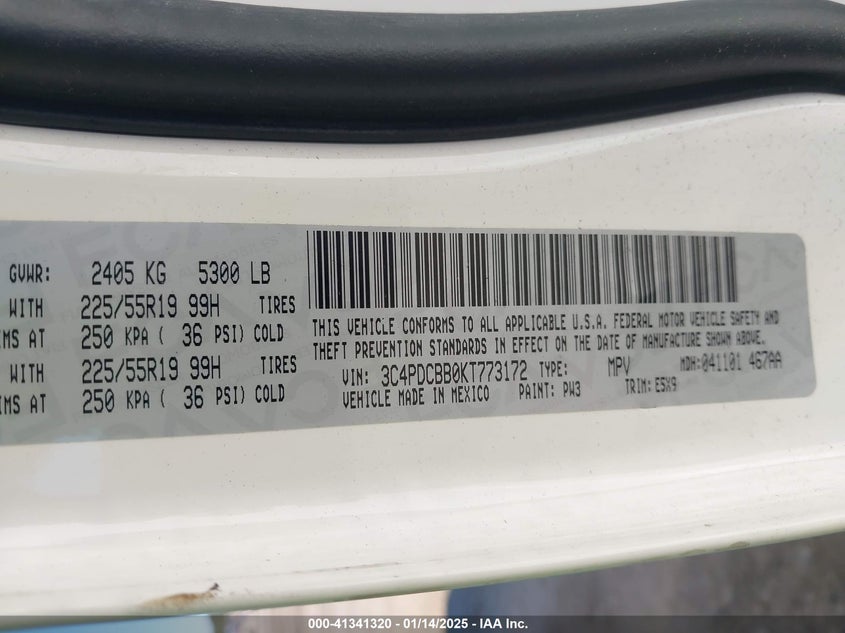 GVWR: 2405 KG 5300 LB
WITH 225/55R19 99H TIRES
IMS AT 250 KPA ( 36 PSI) COLD
WITH 225/55R19 99H TIRES
IMS AT 250 KPA ( 36 PSI) COLD
THIS VEHICLE CONFORMS TO ALL APPLICABLE U.S.A. FEDERAL MOTOR VEHICLE SAFETY AND
THEFT PREVENTION STANDARDS IN EFFECT ON THE DATE OF MANUFACTURE SHOWN ABOVE.
VIN: 3C4PDCBB0KT773172 TYPE: MPV MDH:041101 467AA
VEHICLE MADE IN MEXICO PAINT: PW3 TRIM: E5X9
000-41341320 - 01/14/2025 - IAA Inc.